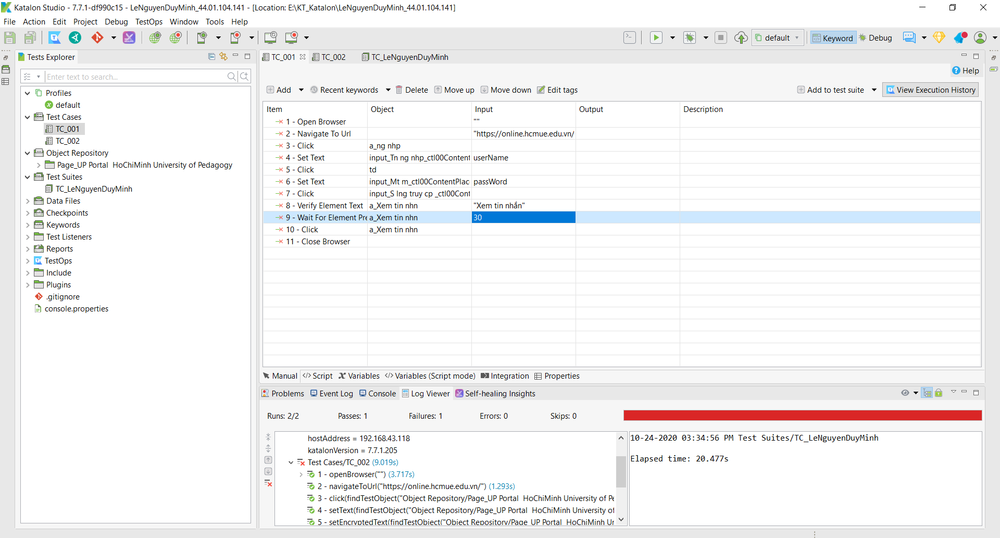 Katalon Studio - 7.7.1-df990c15 - LeNguyenDuyMinh_44.01.104.141 - [Location: E:\KT_Katalon\LeNguyenDuyMinh_44.01.104.141]
File Action Edit Project Debug TestOps Window Tools Help
default Keyword Debug
Tests Explorer
Enter text to search...
Profiles
default
Test Cases
TC_001
TC_002
Object Repository
Page_UP Portal  HoChiMinh University of Pedagogy
Test Suites
TC_LeNguyenDuyMinh
Data Files
Checkpoints
Keywords
Test Listeners
Reports
TestOps
Include
Plugins
.gitignore
console.properties
TC_001 TC_002 TC_LeNguyenDuyMinh
Help
Add Recent keywords Delete Move up Move down Edit tags Add to test suite View Execution History
Item Object Input Output Description
1 - Open Browser ""
2 - Navigate To Url "https://online.hcmue.edu.vn/
3 - Click a_ng nhp
4 - Set Text input_Tn ng nhp_ctl00Content userName
5 - Click td
6 - Set Text input_Mt m_ctl00ContentPlac passWord
7 - Click input_S lng truy cp _ctl00Cont
8 - Verify Element Text a_Xem tin nhn "Xem tin nhắn"
9 - Wait For Element Pre a_Xem tin nhn 30
10 - Click a_Xem tin nhn
11 - Close Browser
Manual Script Variables Variables (Script mode) Integration Properties
Problems Event Log Console Log Viewer Self-healing Insights
Runs: 2/2 Passes: 1 Failures: 1 Errors: 0 Skips: 0
hostAddress = 192.168.43.118
katalonVersion = 7.7.1.205
Test Cases/TC_002 (9.019s)
1 - openBrowser("") (3.717s)
2 - navigateToUrl("https://online.hcmue.edu.vn/") (1.293s)
3 - click(findTestObject("Object Repository/Page_UP Portal  HoChiMinh University of Pe
4 - setText(findTestObject("Object Repository/Page_UP Portal  HoChiMinh University of
5 - setEncryptedText(findTestObject("Object Repository/Page_UP Portal  HoChiMinh Ur
10-24-2020 03:34:56 PM Test Suites/TC_LeNguyenDuyMinh
Elapsed time: 20.477s